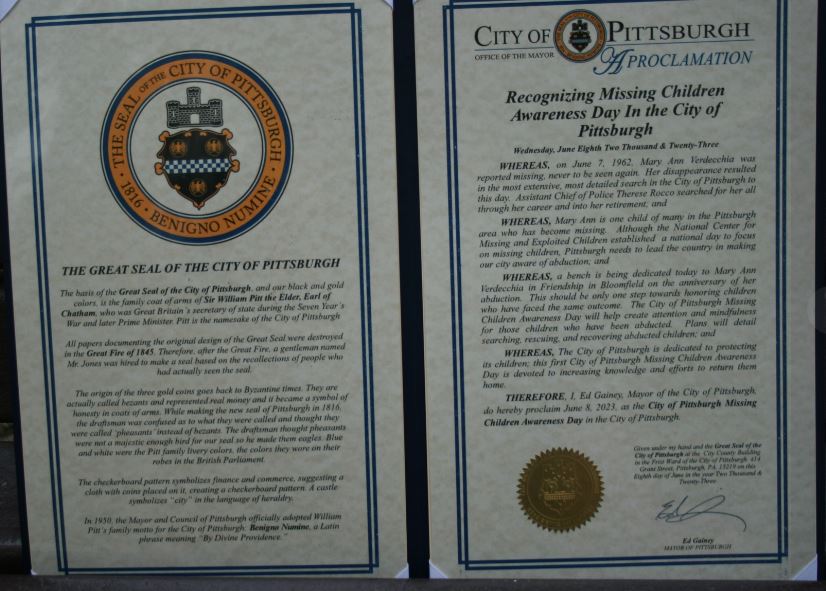 THE SEAL OF THE CITY OF PITTSBURGH
· 1816 · BENIGNO NUMINE ·
THE GREAT SEAL OF THE CITY OF PITTSBURGH
The basis of the Great Seal of the City of Pittsburgh, and our black and gold
colors, is the family coat of arms of Sir William Pitt the Elder, Earl of
Chatham, who was Great Britain's secretary of state during the Seven Year's
War and later Prime Minister. Pitt is the namesake of the City of Pittsburgh
All papers documenting the original design of the Great Seal were destroyed
in the Great Fire of 1845. Therefore, after the Great Fire, a gentleman named
Mr. Jones was hired to make a seal based on the recollections of people who
had actually seen the seal.
The origin of the three gold coins goes back to Byzantine times. They are
actually called bezants and represented real money and it became a symbol of
honesty in coats of arms. While making the new seal of Pittsburgh in 1816,
the draftsman was confused as to what they were called and thought they
were called 'pheasants' instead of bezants. The draftsman thought pheasants
were not a majestic enough bird for our seal so he made them eagles. Blue
and white were the Pitt family livery colors, the colors they wore on their
robes in the British Parliament.
The checkerboard pattern symbolizes finance and commerce, suggesting a
cloth with coins placed on it, creating a checkerboard pattern. A castle
symbolizes "city" in the language of heraldry.
In 1950, the Mayor and Council of Pittsburgh officially adopted William
Pitt's family motto for the City of Pittsburgh: Benigno Numine, a Latin
phrase meaning "By Divine Providence."
CITY OF PITTSBURGH
OFFICE OF THE MAYOR
A PROCLAMATION
Recognizing Missing Children
Awareness Day In the City of
Pittsburgh
Wednesday, June Eighth Two Thousand & Twenty-Three
WHEREAS, on June 7, 1962, Mary Ann Verdecchia was
reported missing, never to be seen again. Her disappearance resulted
in the most extensive, most detailed search in the City of Pittsburgh to
this day. Assistant Chief of Police Therese Rocco searched for her all
through her career and into her retirement; and
WHEREAS, Mary Ann is one child of many in the Pittsburgh
area who has become missing. Although the National Center for
Missing and Exploited Children established a national day to focus
on missing children, Pittsburgh needs to lead the country in making
our city aware of abduction; and
WHEREAS, a bench is being dedicated today to Mary Ann
Verdecchia in Friendship in Bloomfield on the anniversary of her
abduction. This should be only one step towards honoring children
who have faced the same outcome. The City of Pittsburgh Missing
Children Awareness Day will help create attention and mindfulness
for those children who have been abducted. Plans will detail
searching, rescuing, and recovering abducted children; and
WHEREAS, The City of Pittsburgh is dedicated to protecting
its children; this first City of Pittsburgh Missing Children Awareness
Day is devoted to increasing knowledge and efforts to return them
home.
THEREFORE, I, Ed Gainey, Mayor of the City of Pittsburgh,
do hereby proclaim June 8, 2023, as the City of Pittsburgh Missing
Children Awareness Day in the City of Pittsburgh.
Given under my hand and the Great Seal of the
City of Pittsburgh at the City County Building
in the First Ward of the City of Pittsburgh 414
Grant Street, Pittsburgh, PA, 15219 on this
Eighth day of June in the year Two Thousand &
Twenty-Three
Ed Gainey
MAYOR OF PITTSBURGH